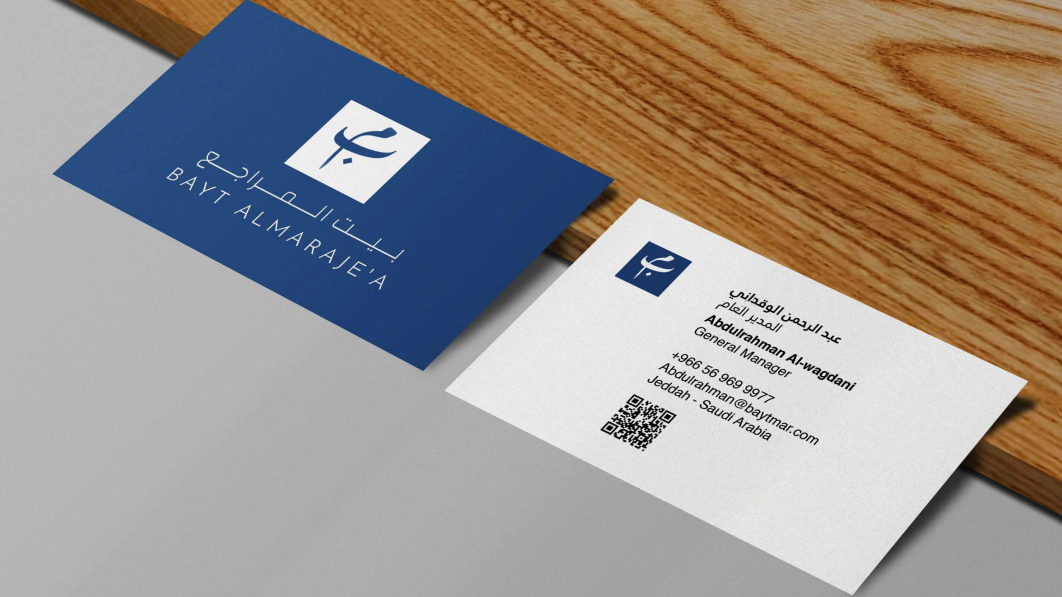 بيت المراجع
BAYT ALMARAJE'A
عبد الرحمن الوقداني
المدير العام
Abdulrahman Al-wagdani
General Manager
+966 56 969 9977
Abdulrahman@baytmar.com
Jeddah - Saudi Arabia